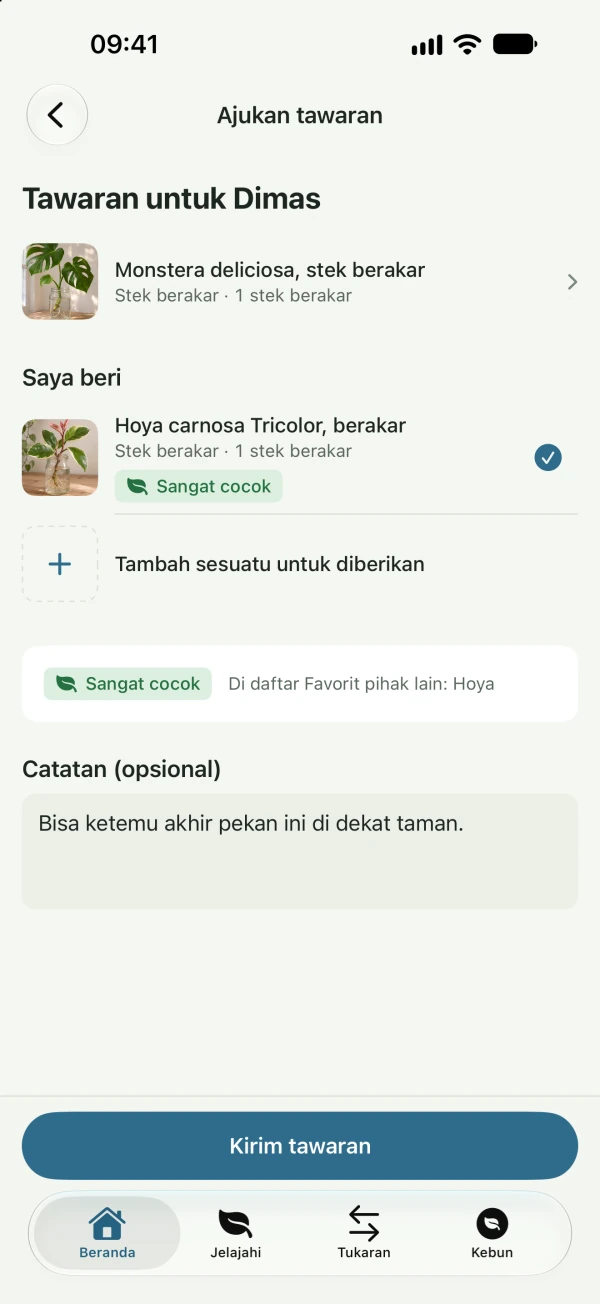 09:41
Ajukan tawaran
Tawaran untuk Dimas
Monstera deliciosa, stek berakar
Stek berakar · 1 stek berakar
Saya beri
Hoya carnosa Tricolor, berakar
Stek berakar · 1 stek berakar
Sangat cocok
Tambah sesuatu untuk diberikan
Sangat cocok Di daftar Favorit pihak lain: Hoya
Catatan (opsional)
Bisa ketemu akhir pekan ini di dekat taman.
Kirim tawaran
Beranda Jelajahi Tukaran Kebun